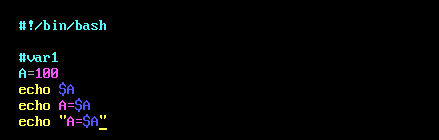 #!/bin/bash
#var1
A=100
echo $A
echo A=$A
echo "A=$A"